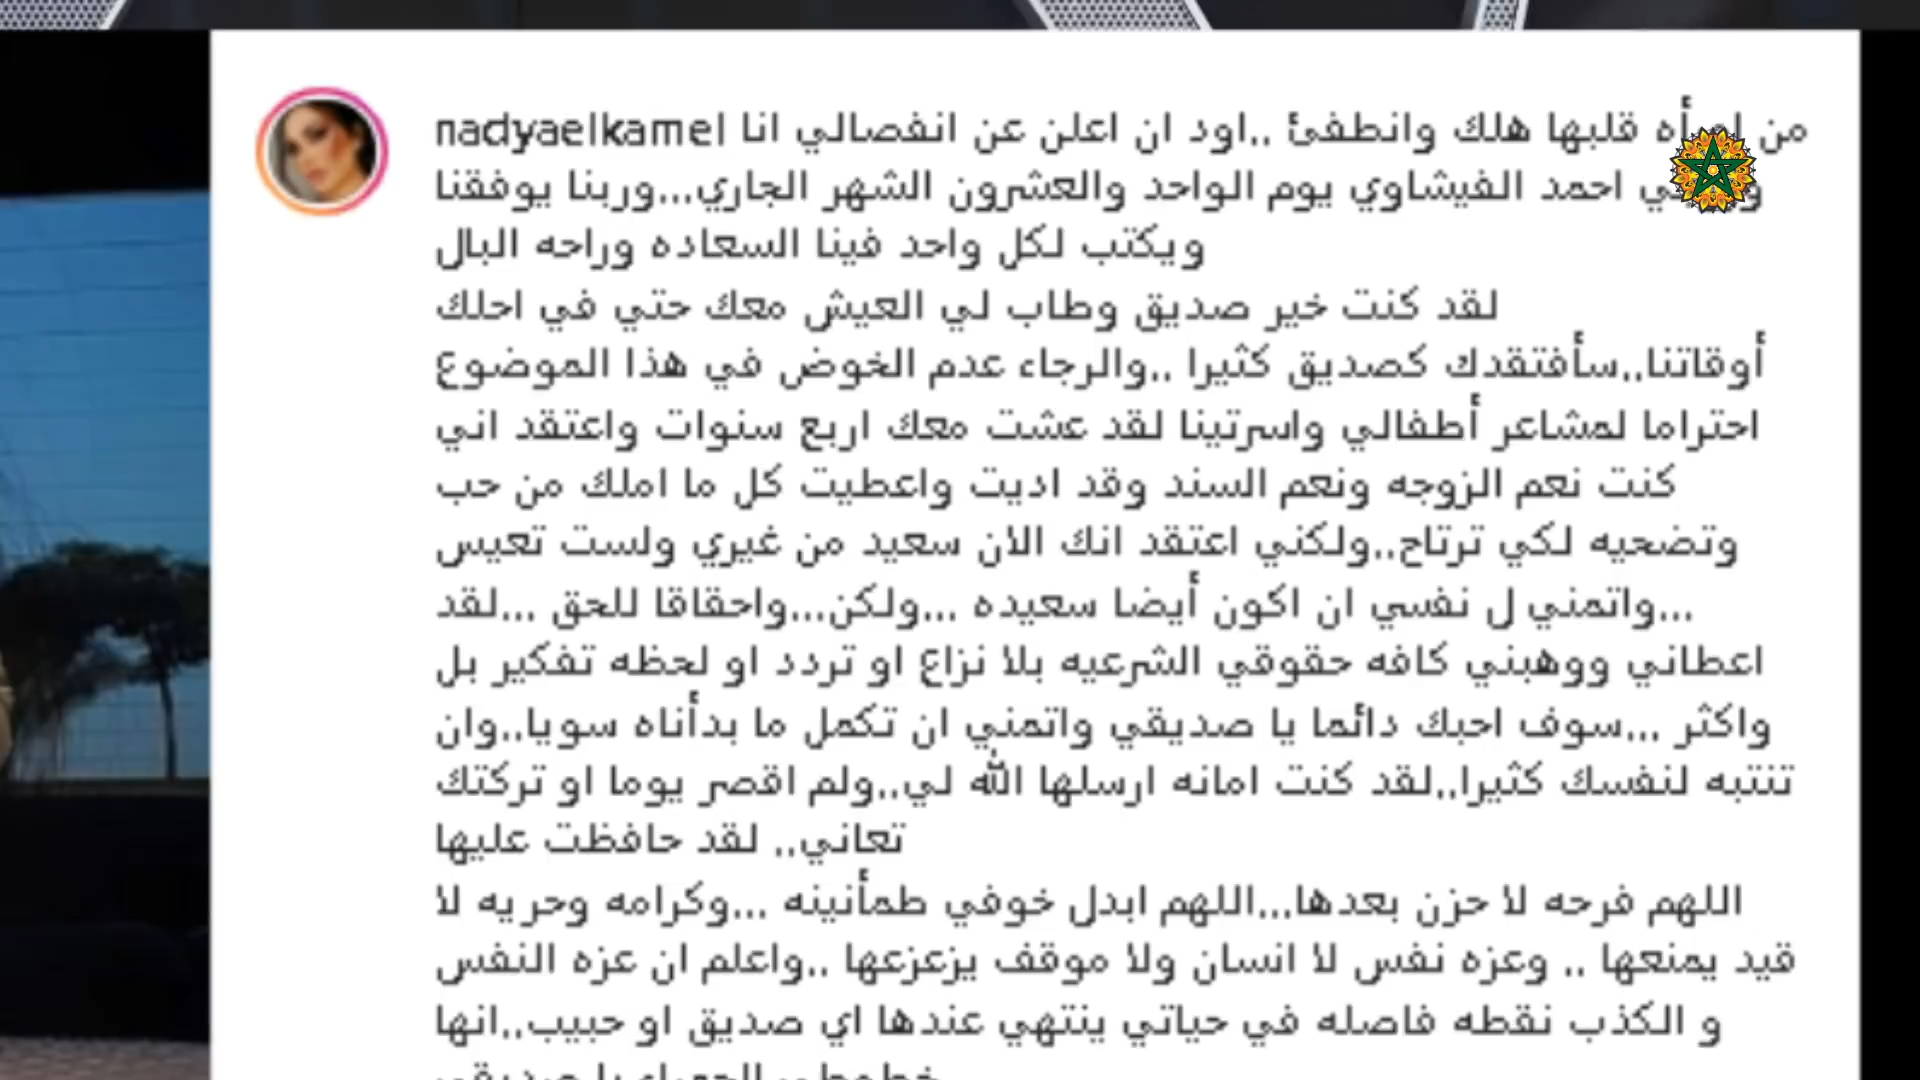 nadyaelkamel من امرأه قلبها هلك وانطفئ ..اود ان اعلن عن انفصالي انا
احمد الفيشاوي يوم الواحد والعشرون الشهر الجاري...وربنا يوفقنا
ويكتب لكل واحد فينا السعاده وراحه البال
لقد كنت خير صديق وطاب لي العيش معك حتي في احلك
أوقاتنا..سأفتقدك كصديق كثيرا ..والرجاء عدم الخوض في هذا الموضوع
احتراما لمشاعر أطفالي واسرتينا لقد عشت معك اربع سنوات واعتقد اني
كنت نعم الزوجه ونعم السند وقد اديت واعطيت كل ما املك من حب
وتضحيه لكي ترتاح..ولكني اعتقد انك الان سعيد من غيري ولست تعيس
...واتمني ل نفسي ان اكون أيضا سعيده ...ولكن...واحقاقا للحق ...لقد
اعطاني ووهبني كافه حقوقي الشرعيه بلا نزاع او تردد او لحظه تفكير بل
واكثر ...سوف احبك دائما يا صديقي واتمني ان تكمل ما بدأناه سويا..وان
تنتبه لنفسك كثيرا..لقد كنت امانه ارسلها الله لي..ولم اقصر يوما او تركتك
تعاني.. لقد حافظت عليها
اللهم فرحه لا حزن بعدها...اللهم ابدل خوفي طمأنينه ...وكرامه وحريه لا
قيد يمنعها .. وعزه نفس لا انسان ولا موقف يزعزعها ..واعلم ان عزه النفس
و الكذب نقطه فاصله في حياتي ينتهي عندها اي صديق او حبيب..انها